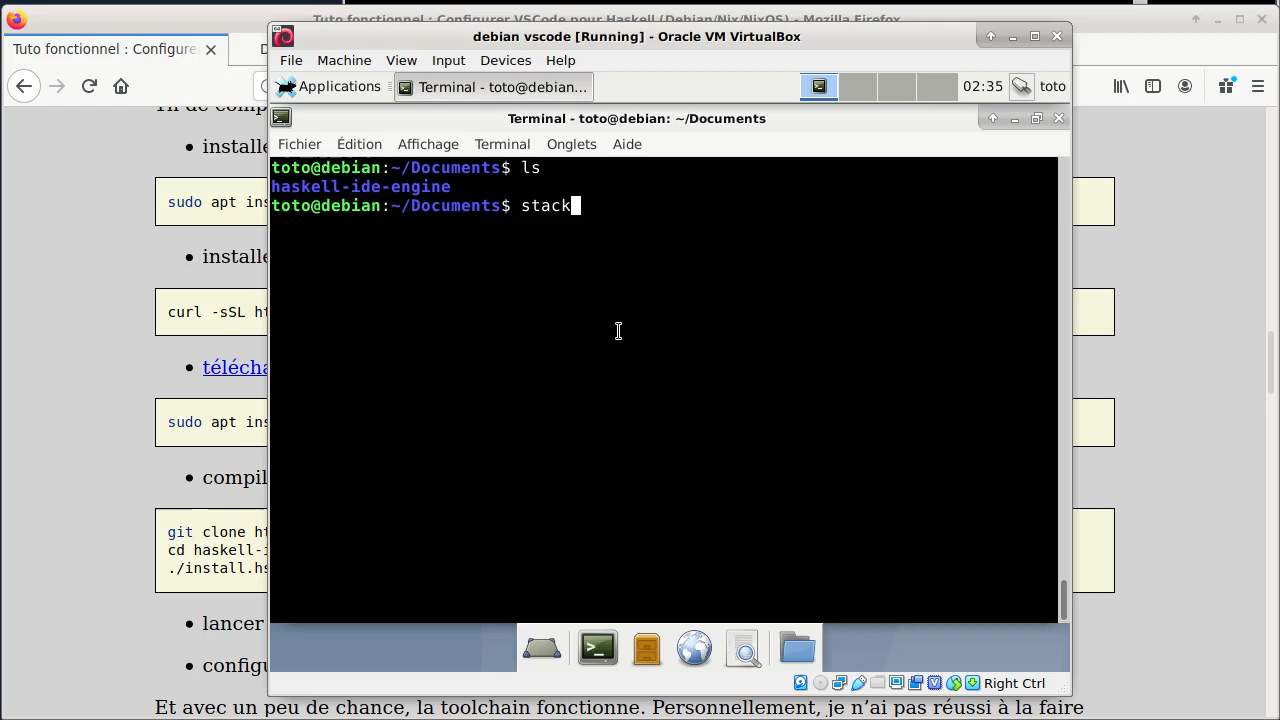 Tuto fonctionnel : Configurer VSCode pour Haskell (Debian/Nix/NixOS) - Mozilla Firefox
Tuto fonctionnel : Configure
debian vscode [Running] - Oracle VM VirtualBox
File Machine View Input Devices Help
Applications
Terminal - toto@debian...
02:35
toto
Terminal - toto@debian: ~/Documents
Fichier Édition Affichage Terminal Onglets Aide
toto@debian:~/Documents$ ls
haskell-ide-engine
toto@debian:~/Documents$ stack
installe
sudo apt ins
installe
curl -sSL ht
télécha
sudo apt ins
compil
git clone ht
cd haskell-i
./install.hs
lancer
configu
Right Ctrl
Et avec un peu de chance, la toolchain fonctionne. Personnellement, je n'ai pas réussi à la faire